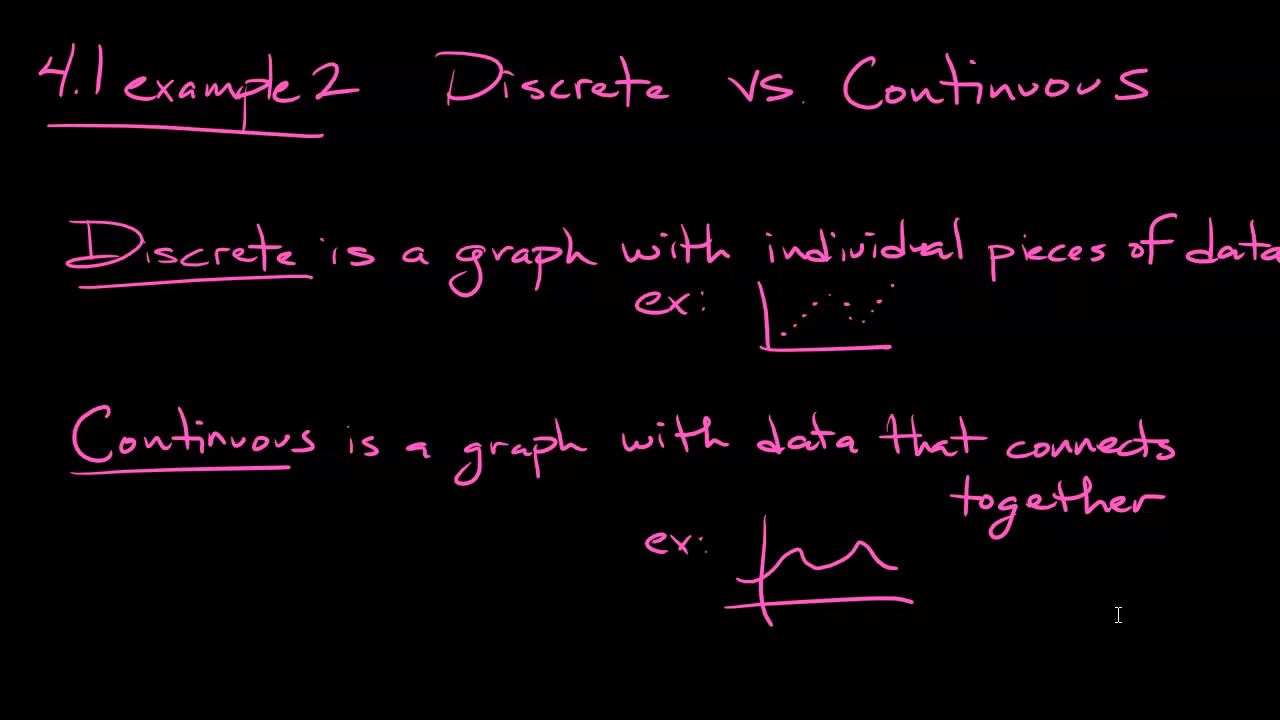 4.1 example 2 Discrete vs. Continuous
Discrete is a graph with individual pieces of data
ex:
Continuous is a graph with data that connects
together
ex: